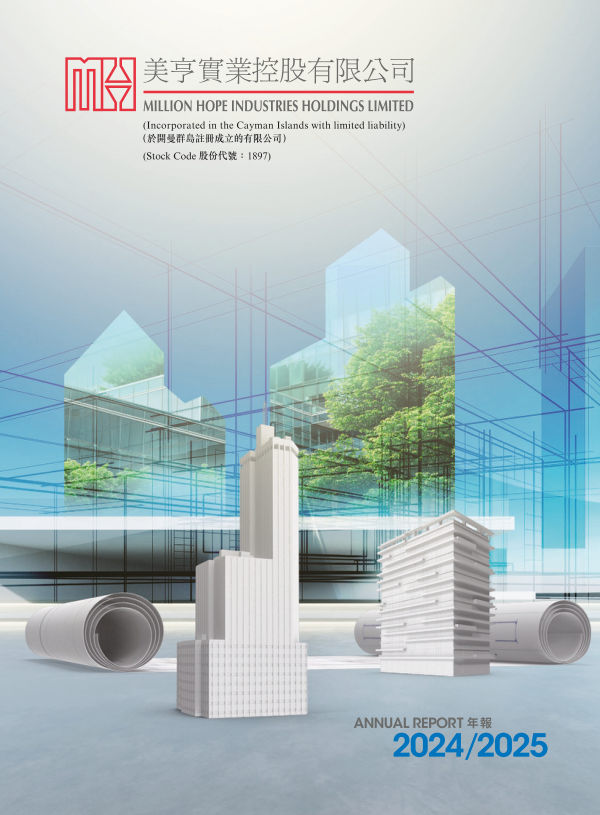 美亨實業控股有限公司
MILLION HOPE INDUSTRIES HOLDINGS LIMITED
(Incorporated in the Cayman Islands with limited liability)
(於開曼群島註冊成立的有限公司)
(Stock Code 股份代號：1897)
ANNUAL REPORT 年報
2024/2025